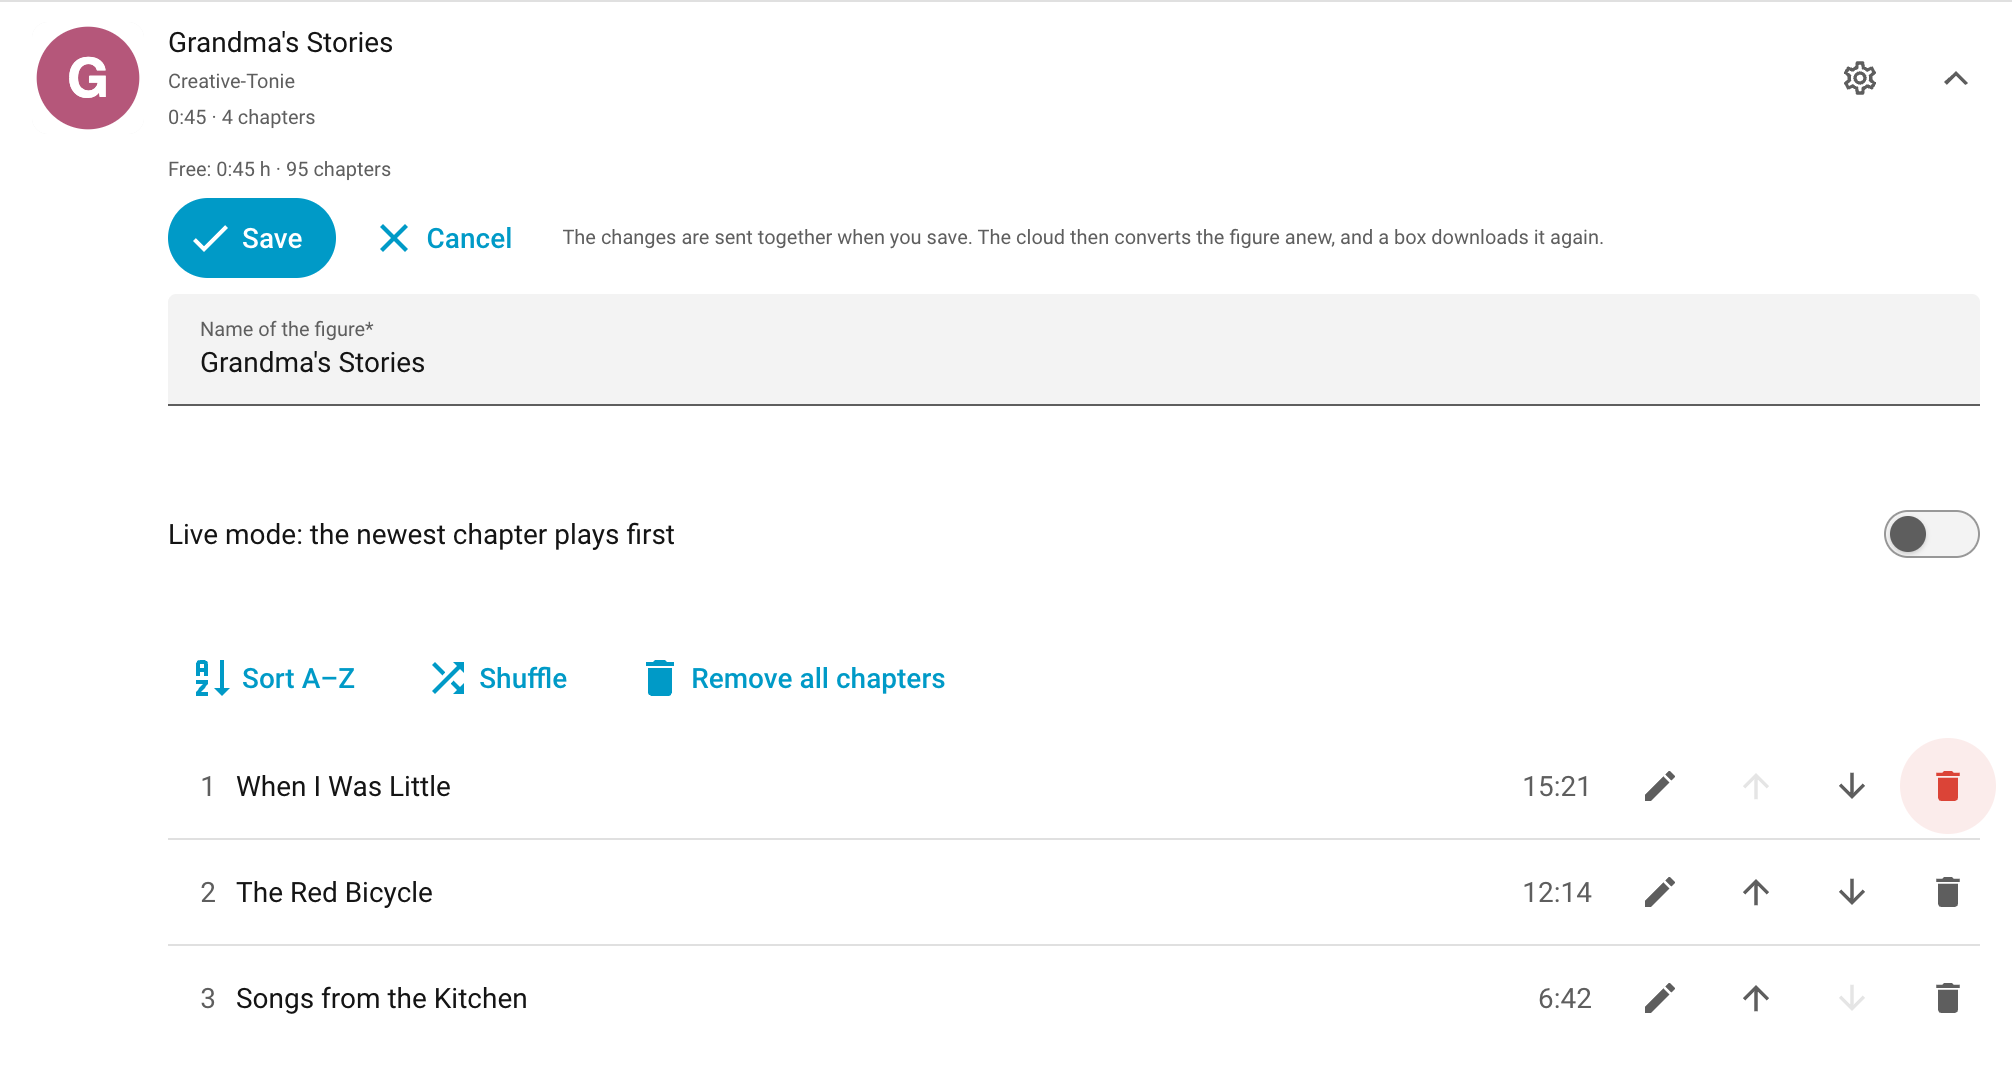 G
Grandma's Stories
Creative-Tonie
0:45 · 4 chapters
Free: 0:45 h · 95 chapters
Save
Cancel
The changes are sent together when you save. The cloud then converts the figure anew, and a box downloads it again.
Name of the figure*
Grandma's Stories
Live mode: the newest chapter plays first
Sort A–Z
Shuffle
Remove all chapters
1 When I Was Little 15:21
2 The Red Bicycle 12:14
3 Songs from the Kitchen 6:42